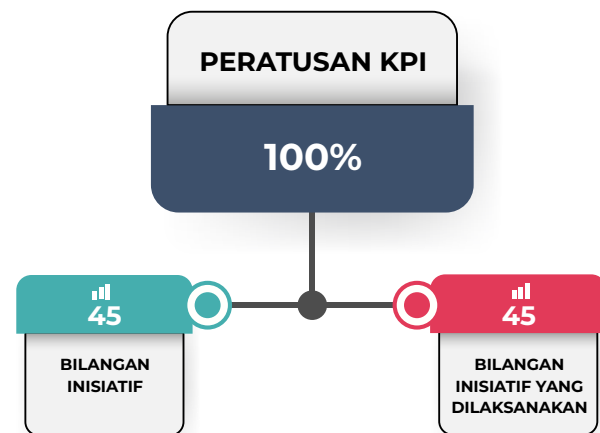 PERATUSAN KPI
100%
45
BILANGAN
INISIATIF
45
BILANGAN
INISIATIF YANG
DILAKSANAKAN